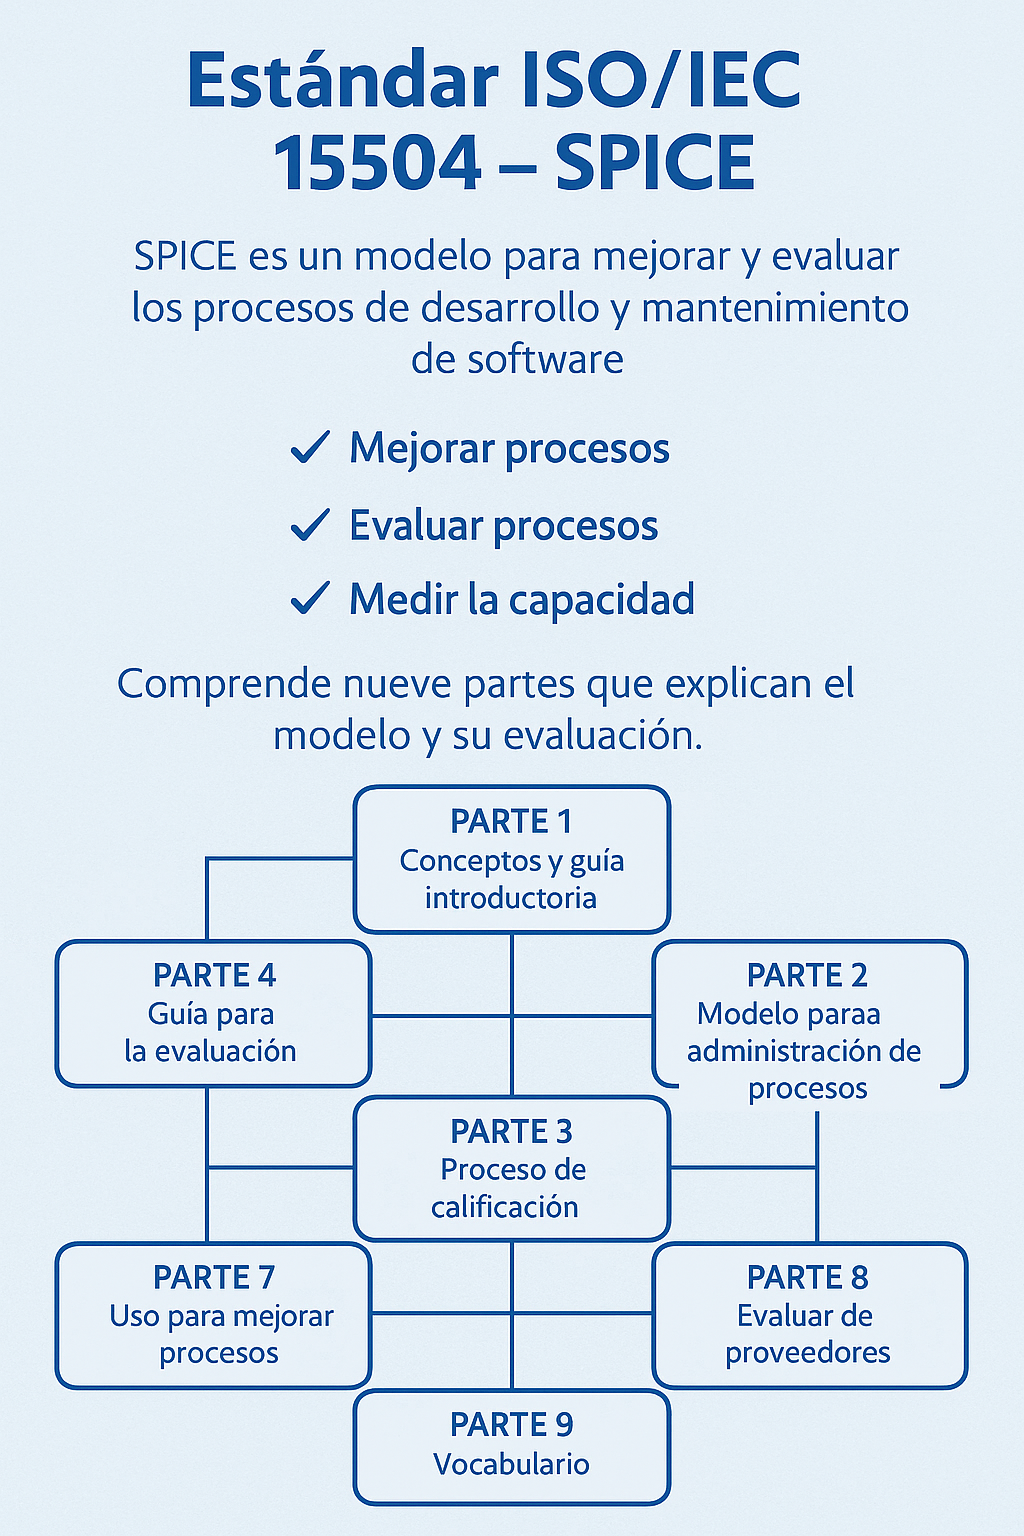 Estándar ISO/IEC
15504 – SPICE
SPICE es un modelo para mejorar y evaluar
los procesos de desarrollo y mantenimiento
de software
✓ Mejorar procesos
✓ Evaluar procesos
✓ Medir la capacidad
Comprende nueve partes que explican el
modelo y su evaluación.
PARTE 1
Conceptos y guía
introductoria
PARTE 4
Guía para
la evaluación
PARTE 2
Modelo paraa
administración de
procesos
PARTE 3
Proceso de
calificación
PARTE 7
Uso para mejorar
procesos
PARTE 8
Evaluar de
proveedores
PARTE 9
Vocabulario